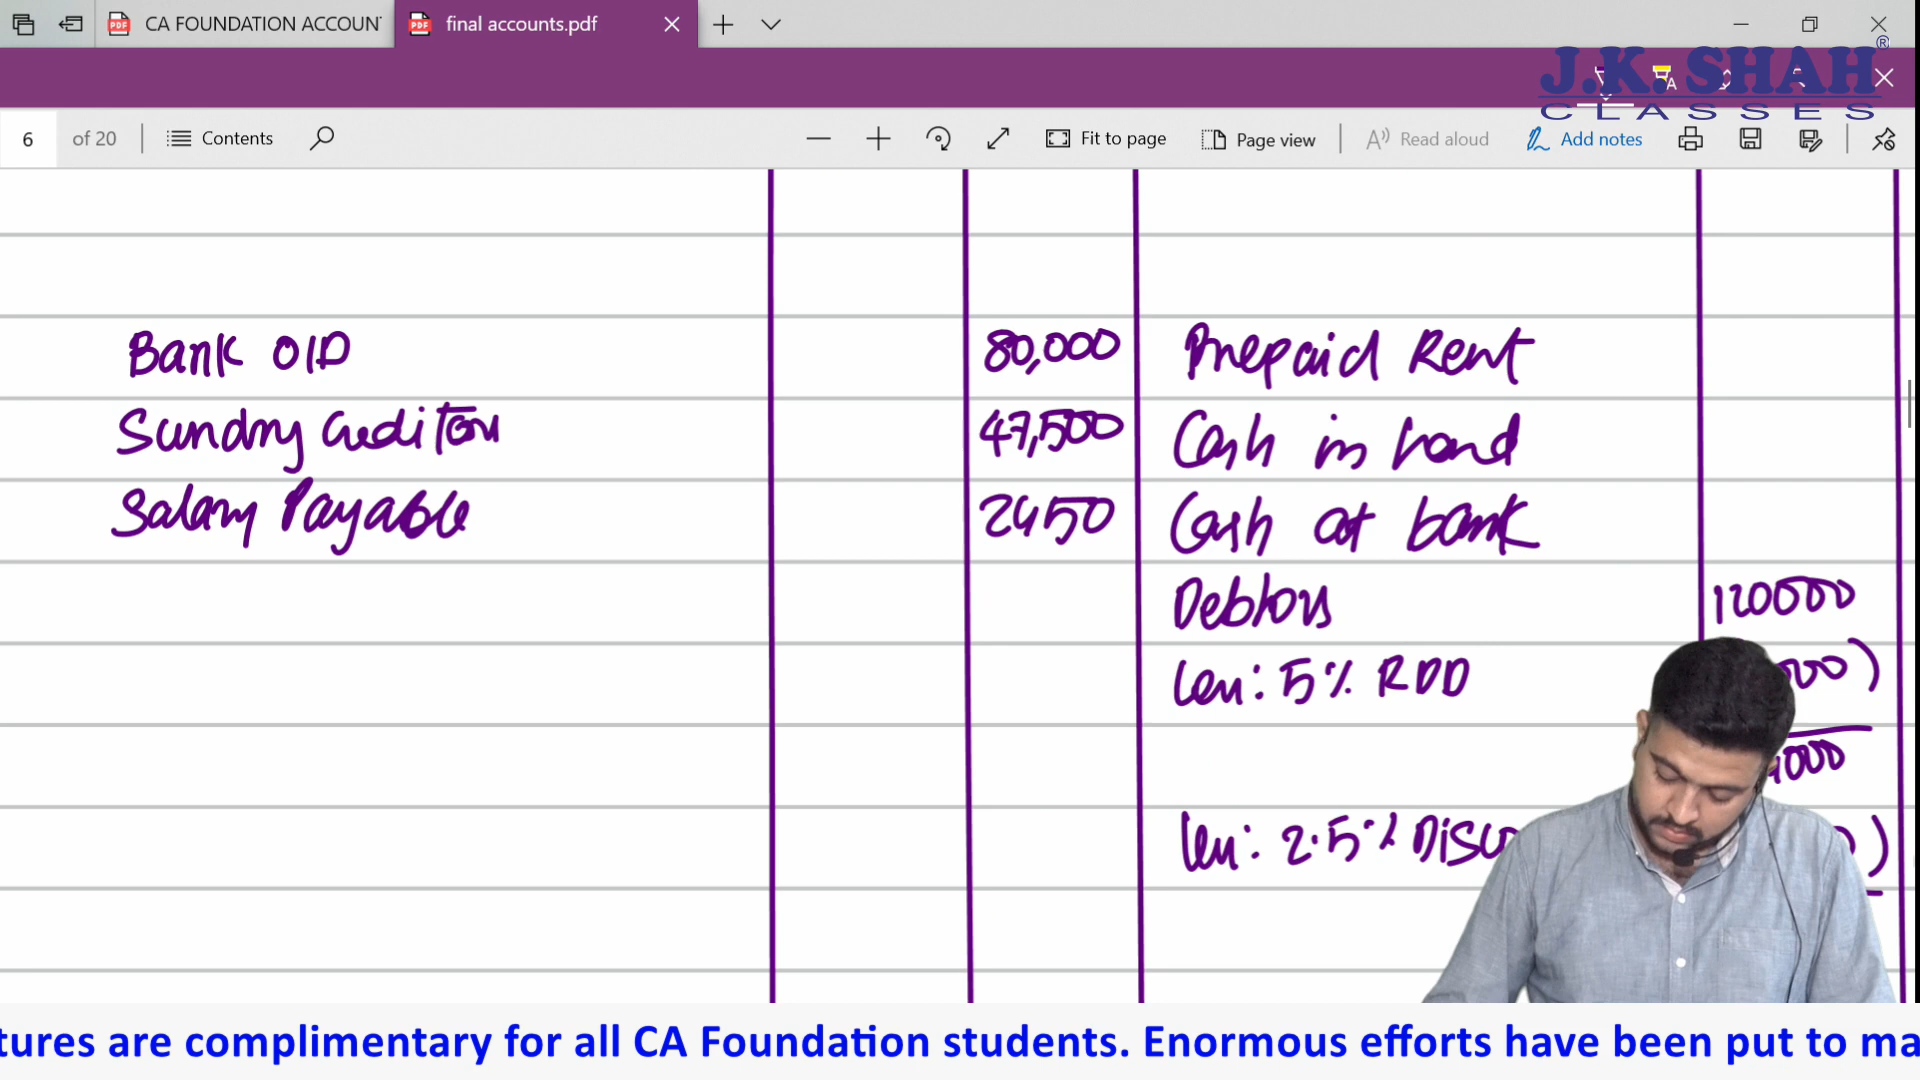 CA FOUNDATION ACCOUN
final accounts.pdf
J.K. SHAH®
CLASSES
6 of 20
Contents
Fit to page
Page view
Read aloud
Add notes
Bank O/D 80,000 Prepaid Rent
Sundry creditors 47,500 Cash in hand
Salary Payable 2450 Cash at bank
Debtors 120000
Less: 5% RDD 000)
000
Less: 2.5% Disco )
tures are complimentary for all CA Foundation students. Enormous efforts have been put to ma